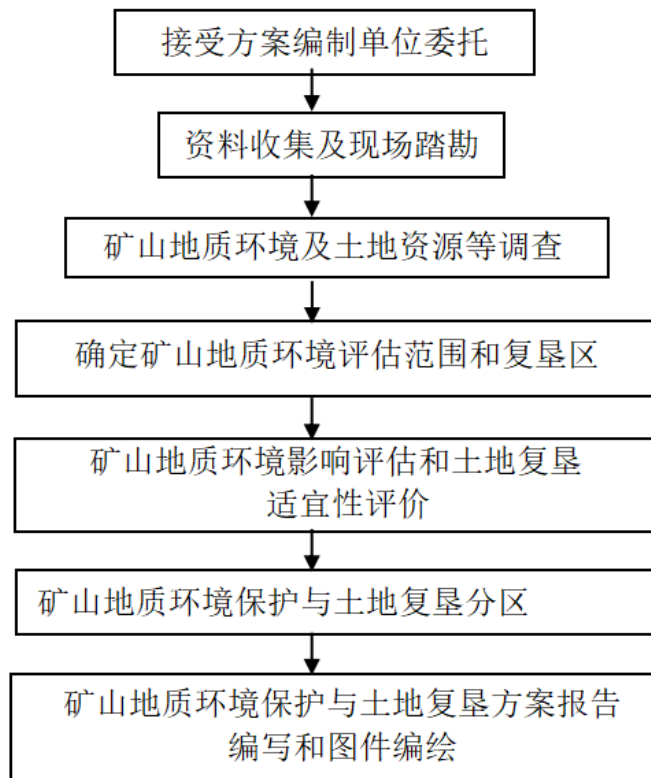 接受方案编制单位委托
资料收集及现场踏勘
矿山地质环境及土地资源等调查
确定矿山地质环境评估范围和复垦区
矿山地质环境影响评估和土地复垦
适宜性评价
矿山地质环境保护与土地复垦分区
矿山地质环境保护与土地复垦方案报告
编写和图件编绘